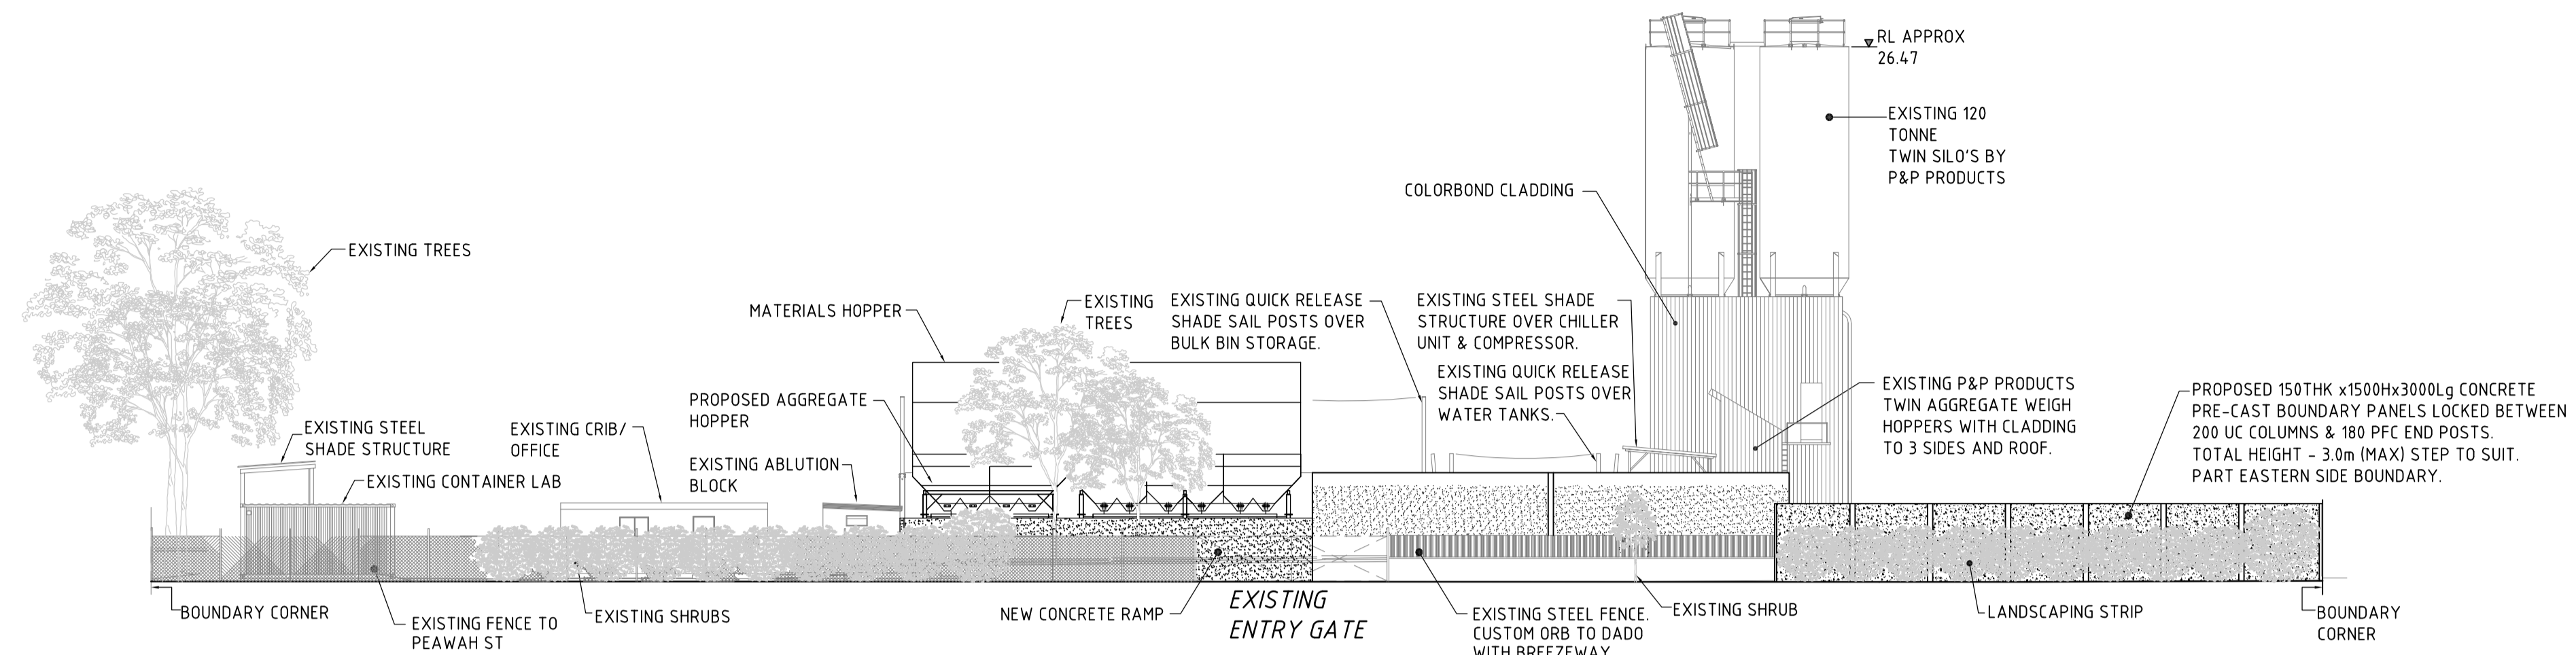 RL APPROX
26.47
EXISTING 120
TONNE
TWIN SILO'S BY
P&P PRODUCTS
COLORBOND CLADDING
EXISTING TREES
MATERIALS HOPPER
EXISTING
TREES
EXISTING QUICK RELEASE
SHADE SAIL POSTS OVER
BULK BIN STORAGE.
EXISTING STEEL SHADE
STRUCTURE OVER CHILLER
UNIT & COMPRESSOR.
EXISTING QUICK RELEASE
SHADE SAIL POSTS OVER
WATER TANKS.
EXISTING P&P PRODUCTS
TWIN AGGREGATE WEIGH
HOPPERS WITH CLADDING
TO 3 SIDES AND ROOF.
PROPOSED 150THK x1500Hx3000Lg CONCRETE
PRE-CAST BOUNDARY PANELS LOCKED BETWEEN
200 UC COLUMNS & 180 PFC END POSTS.
TOTAL HEIGHT - 3.0m (MAX) STEP TO SUIT.
PART EASTERN SIDE BOUNDARY.
PROPOSED AGGREGATE
HOPPER
EXISTING STEEL
SHADE STRUCTURE
EXISTING CRIB/
OFFICE
EXISTING ABLUTION
BLOCK
EXISTING CONTAINER LAB
BOUNDARY CORNER
EXISTING FENCE TO
PEAWAH ST
EXISTING SHRUBS
NEW CONCRETE RAMP
EXISTING
ENTRY GATE
EXISTING STEEL FENCE.
CUSTOM ORB TO DADO
WITH BREEZEWAY
EXISTING SHRUB
LANDSCAPING STRIP
BOUNDARY
CORNER